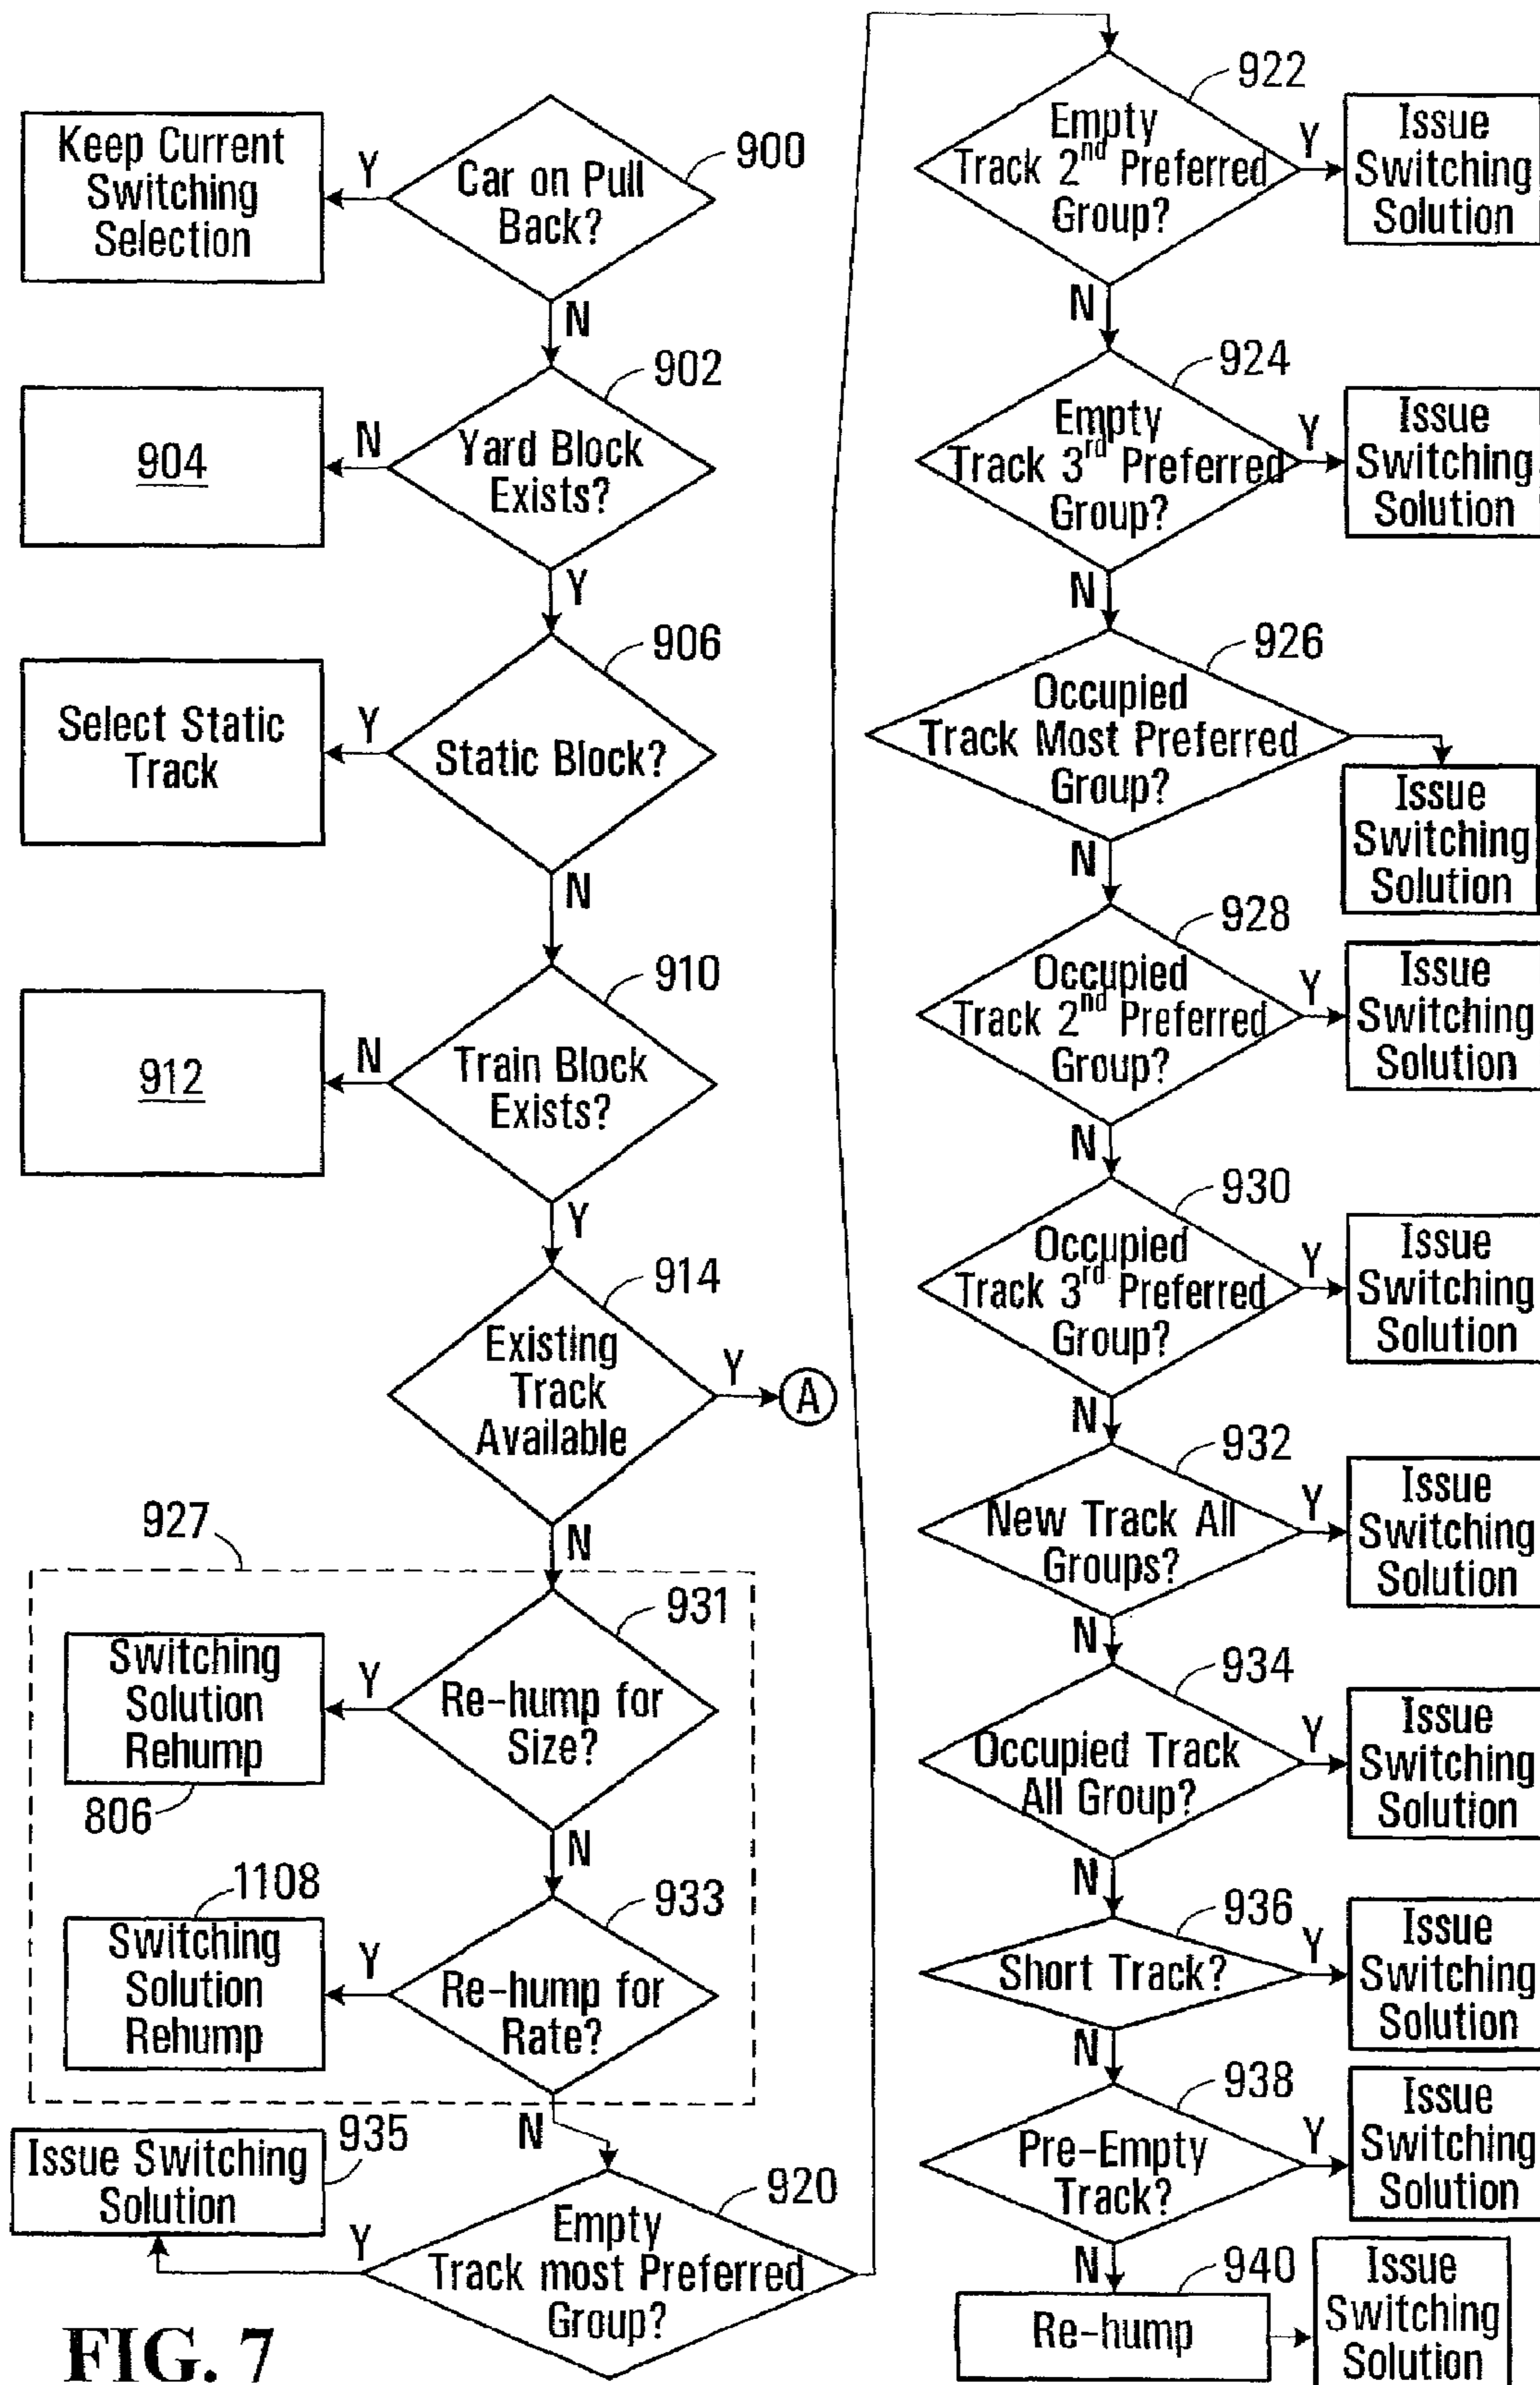 Keep Current
Switching
Selection
Y
Car on Pull
Back?
900
N
902
904
N
Yard Block
Exists?
Y
906
Select Static
Track
Y
Static Block?
N
910
912
N
Train Block
Exists?
Y
914
Existing
Track
Available
Y
A
N
927
931
Switching
Solution
Rehump
Y
Re-hump for
Size?
806
N
1108
933
Switching
Solution
Rehump
Y
Re-hump for
Rate?
N
935
Issue Switching
Solution
920
Y
Empty
Track most Preferred
Group?
FIG. 7
922
Empty
Track 2nd Preferred
Group?
Y
Issue
Switching
Solution
N
924
Empty
Track 3rd Preferred
Group?
Y
Issue
Switching
Solution
N
926
Occupied
Track Most Preferred
Group?
Issue
Switching
Solution
N
928
Occupied
Track 2nd Preferred
Group?
Y
Issue
Switching
Solution
N
930
Occupied
Track 3rd Preferred
Group?
Y
Issue
Switching
Solution
N
932
New Track All
Groups?
Y
Issue
Switching
Solution
N
934
Occupied Track
All Group?
Y
Issue
Switching
Solution
N
936
Short Track?
Y
Issue
Switching
Solution
N
938
Pre-Empty
Track?
Y
Issue
Switching
Solution
N
940
Re-hump
Issue
Switching
Solution